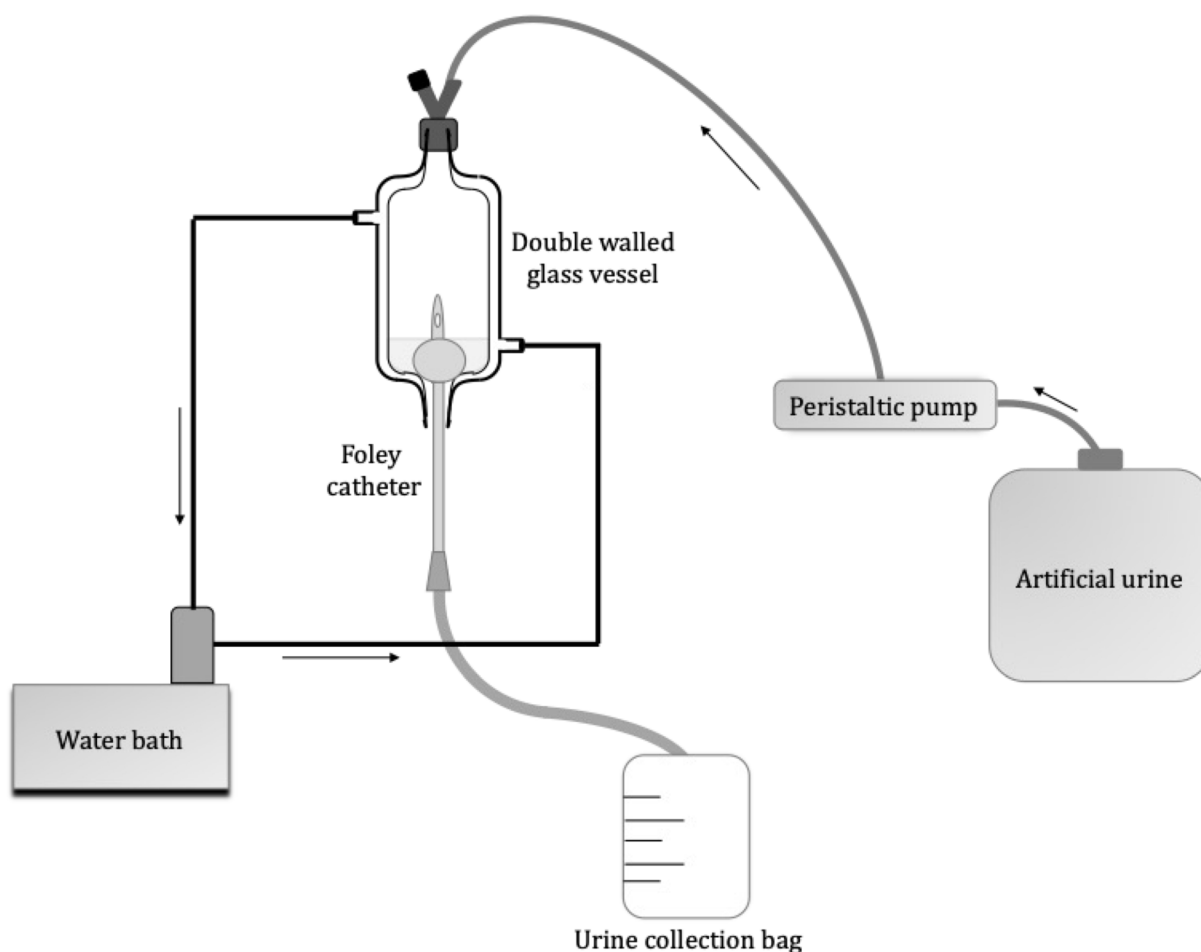 Double walled
glass vessel
Peristaltic pump
Foley
catheter
Artificial urine
Water bath
Urine collection bag